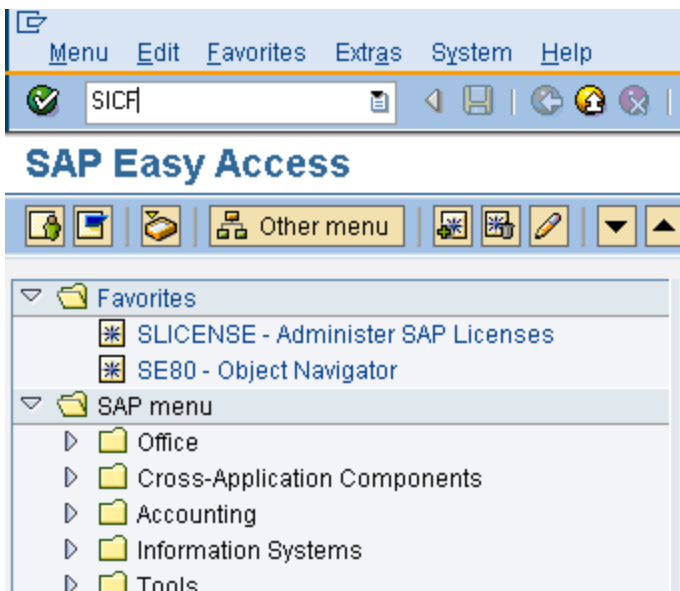 Menu Edit Favorites Extras System Help
SICF
SAP Easy Access
Other menu
Favorites
SLICENSE - Administer SAP Licenses
SE80 - Object Navigator
SAP menu
Office
Cross-Application Components
Accounting
Information Systems
Tools